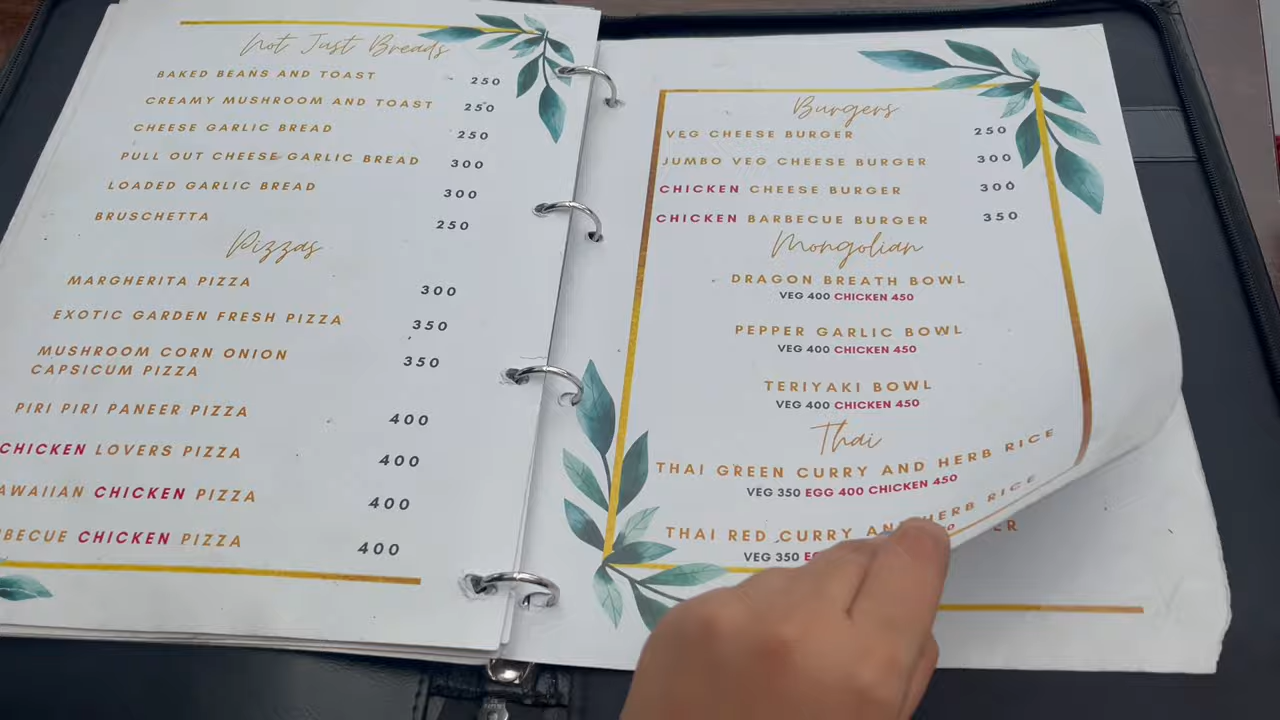 Not Just Breads
BAKED BEANS AND TOAST 250
CREAMY MUSHROOM AND TOAST 250
CHEESE GARLIC BREAD 250
PULL OUT CHEESE GARLIC BREAD 300
LOADED GARLIC BREAD 300
BRUSCHETTA 250
Pizzas
MARGHERITA PIZZA 300
EXOTIC GARDEN FRESH PIZZA 350
MUSHROOM CORN ONION
CAPSICUM PIZZA 350
PIRI PIRI PANEER PIZZA 400
CHICKEN LOVERS PIZZA 400
AWAIIAN CHICKEN PIZZA 400
BECUE CHICKEN PIZZA 400
Burgers
VEG CHEESE BURGER 250
JUMBO VEG CHEESE BURGER 300
CHICKEN CHEESE BURGER 300
CHICKEN BARBECUE BURGER 350
Mongolian
DRAGON BREATH BOWL
VEG 400 CHICKEN 450
PEPPER GARLIC BOWL
VEG 400 CHICKEN 450
TERIYAKI BOWL
VEG 400 CHICKEN 450
Thai
THAI GREEN CURRY AND HERB RICE
VEG 350 EGG 400 CHICKEN 450
THAI RED CURRY AND HERB RICE
VEG 350